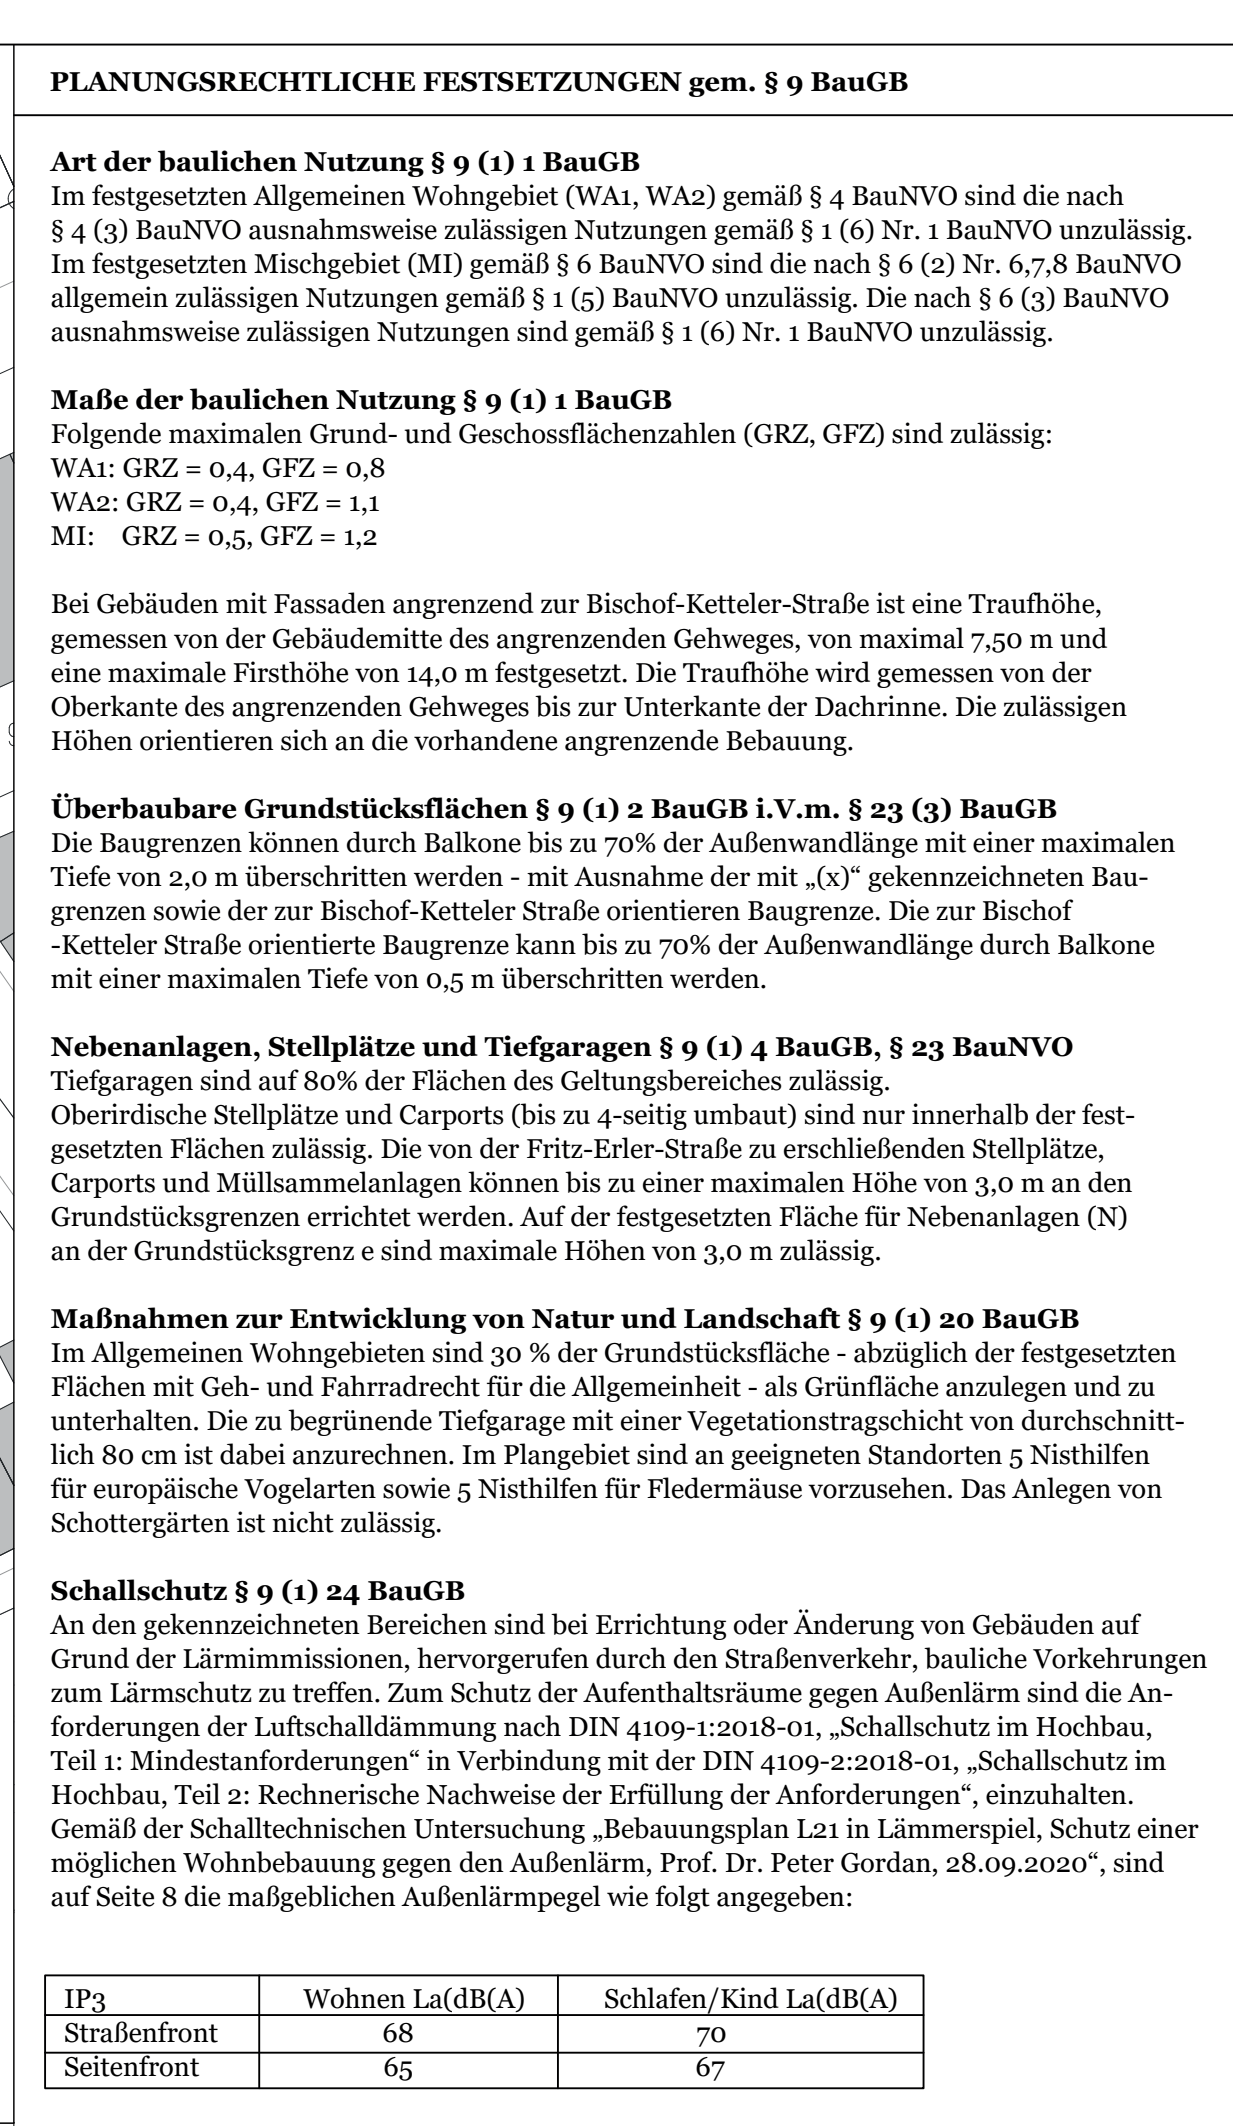 PLANUNGSRECHTLICHE FESTSETZUNGEN gem. § 9 BauGB
Art der baulichen Nutzung § 9 (1) 1 BauGB
Im festgesetzten Allgemeinen Wohngebiet (WA1, WA2) gemäß § 4 BauNVO sind die nach
§ 4 (3) BauNVO ausnahmsweise zulässigen Nutzungen gemäß § 1 (6) Nr. 1 BauNVO unzulässig.
Im festgesetzten Mischgebiet (MI) gemäß § 6 BauNVO sind die nach § 6 (2) Nr. 6,7,8 BauNVO
allgemein zulässigen Nutzungen gemäß § 1 (5) BauNVO unzulässig. Die nach § 6 (3) BauNVO
ausnahmsweise zulässigen Nutzungen sind gemäß § 1 (6) Nr. 1 BauNVO unzulässig.
Maße der baulichen Nutzung § 9 (1) 1 BauGB
Folgende maximalen Grund- und Geschossflächenzahlen (GRZ, GFZ) sind zulässig:
WA1: GRZ = 0,4, GFZ = 0,8
WA2: GRZ = 0,4, GFZ = 1,1
MI: GRZ = 0,5, GFZ = 1,2
Bei Gebäuden mit Fassaden angrenzend zur Bischof-Ketteler-Straße ist eine Traufhöhe,
gemessen von der Gebäudemitte des angrenzenden Gehweges, von maximal 7,50 m und
eine maximale Firsthöhe von 14,0 m festgesetzt. Die Traufhöhe wird gemessen von der
Oberkante des angrenzenden Gehweges bis zur Unterkante der Dachrinne. Die zulässigen
Höhen orientieren sich an die vorhandene angrenzende Bebauung.
Überbaubare Grundstücksflächen § 9 (1) 2 BauGB i.V.m. § 23 (3) BauGB
Die Baugrenzen können durch Balkone bis zu 70% der Außenwandlänge mit einer maximalen
Tiefe von 2,0 m überschritten werden - mit Ausnahme der mit „(x)“ gekennzeichneten Bau-
grenzen sowie der zur Bischof-Ketteler Straße orientieren Baugrenze. Die zur Bischof
-Ketteler Straße orientierte Baugrenze kann bis zu 70% der Außenwandlänge durch Balkone
mit einer maximalen Tiefe von 0,5 m überschritten werden.
Nebenanlagen, Stellplätze und Tiefgaragen § 9 (1) 4 BauGB, § 23 BauNVO
Tiefgaragen sind auf 80% der Flächen des Geltungsbereiches zulässig.
Oberirdische Stellplätze und Carports (bis zu 4-seitig umbaut) sind nur innerhalb der fest-
gesetzten Flächen zulässig. Die von der Fritz-Erler-Straße zu erschließenden Stellplätze,
Carports und Müllsammelanlagen können bis zu einer maximalen Höhe von 3,0 m an den
Grundstücksgrenzen errichtet werden. Auf der festgesetzten Fläche für Nebenanlagen (N)
an der Grundstücksgrenz e sind maximale Höhen von 3,0 m zulässig.
Maßnahmen zur Entwicklung von Natur und Landschaft § 9 (1) 20 BauGB
Im Allgemeinen Wohngebieten sind 30 % der Grundstücksfläche - abzüglich der festgesetzten
Flächen mit Geh- und Fahrradrecht für die Allgemeinheit - als Grünfläche anzulegen und zu
unterhalten. Die zu begrünende Tiefgarage mit einer Vegetationstragschicht von durchschnitt-
lich 80 cm ist dabei anzurechnen. Im Plangebiet sind an geeigneten Standorten 5 Nisthilfen
für europäische Vogelarten sowie 5 Nisthilfen für Fledermäuse vorzusehen. Das Anlegen von
Schottergärten ist nicht zulässig.
Schallschutz § 9 (1) 24 BauGB
An den gekennzeichneten Bereichen sind bei Errichtung oder Änderung von Gebäuden auf
Grund der Lärmimmissionen, hervorgerufen durch den Straßenverkehr, bauliche Vorkehrungen
zum Lärmschutz zu treffen. Zum Schutz der Aufenthaltsräume gegen Außenlärm sind die An-
forderungen der Luftschalldämmung nach DIN 4109-1:2018-01, „Schallschutz im Hochbau,
Teil 1: Mindestanforderungen“ in Verbindung mit der DIN 4109-2:2018-01, „Schallschutz im
Hochbau, Teil 2: Rechnerische Nachweise der Erfüllung der Anforderungen“, einzuhalten.
Gemäß der Schalltechnischen Untersuchung „Bebauungsplan L21 in Lämmerspiel, Schutz einer
möglichen Wohnbebauung gegen den Außenlärm, Prof. Dr. Peter Gordan, 28.09.2020“, sind
auf Seite 8 die maßgeblichen Außenlärmpegel wie folgt angegeben:
IP3 Wohnen La(dB(A) Schlafen/Kind La(dB(A)
Straßenfront 68 70
Seitenfront 65 67